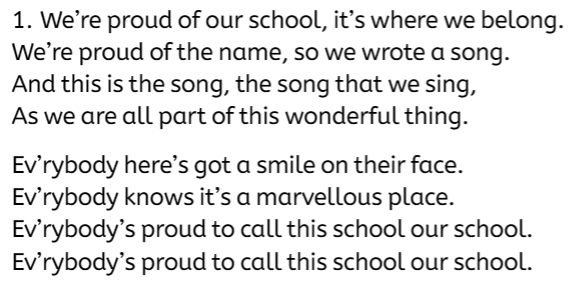 1. We’re proud of our school, it’s where we belong.
We’re proud of the name, so we wrote a song.
And this is the song, the song that we sing,
As we are all part of this wonderful thing.
Ev’rybody here’s got a smile on their face.
Ev’rybody knows it’s a marvellous place.
Ev’rybody’s proud to call this school our school.
Ev’rybody’s proud to call this school our school.